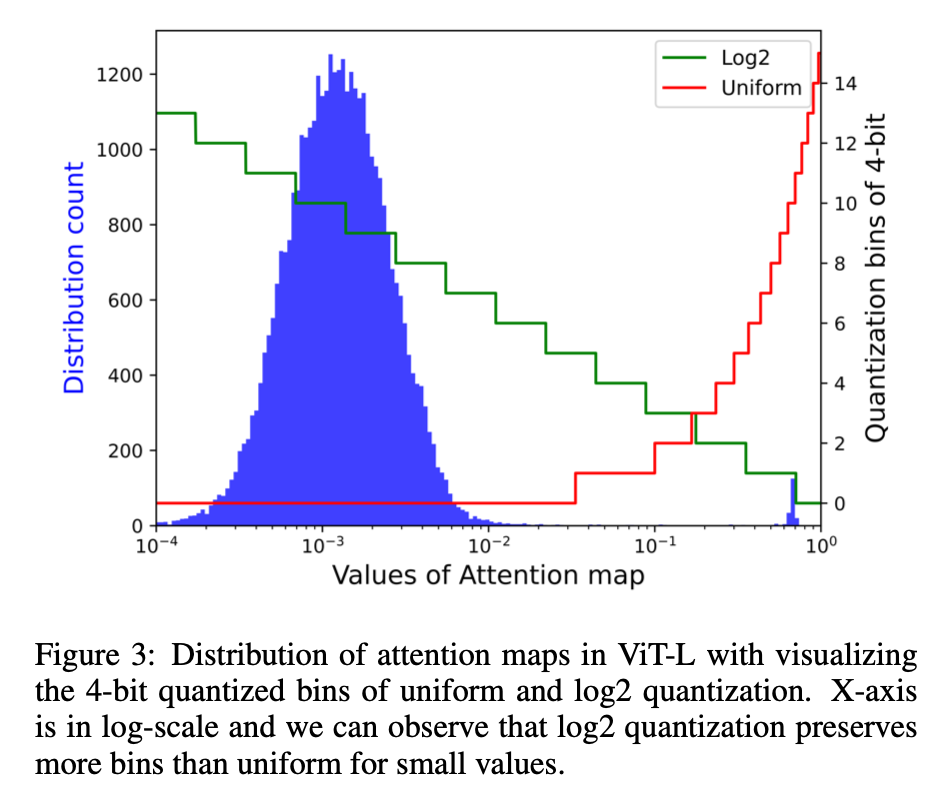 Log2
Uniform
1200
1000
800
600
400
200
0
Distribution count
14
12
10
8
6
4
2
0
Quantization bins of 4-bit
10⁻⁴
10⁻³
10⁻²
10⁻¹
10⁰
Values of Attention map
Figure 3: Distribution of attention maps in ViT-L with visualizing
the 4-bit quantized bins of uniform and log2 quantization. X-axis
is in log-scale and we can observe that log2 quantization preserves
more bins than uniform for small values.